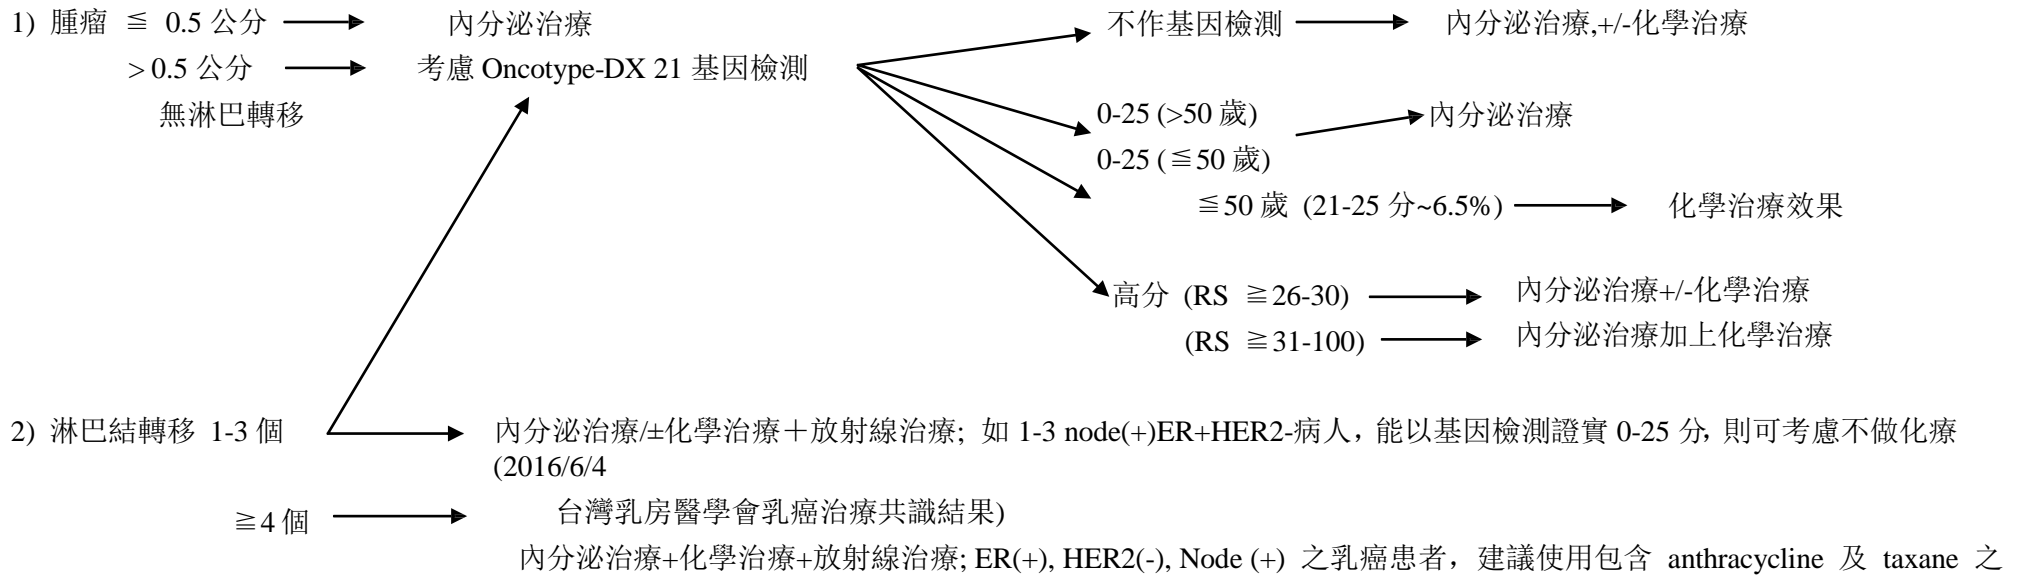 1) 腫瘤 ≦ 0.5 公分 內分泌治療 不作基因檢測 內分泌治療,+/-化學治療
> 0.5 公分 考慮 Oncotype-DX 21 基因檢測
無淋巴轉移 0-25 (>50 歲) 內分泌治療
0-25 (≦50 歲)
≦50 歲 (21-25 分~6.5%) 化學治療效果
高分 (RS ≧26-30) 內分泌治療+/-化學治療
(RS ≧31-100) 內分泌治療加上化學治療
2) 淋巴結轉移 1-3 個 內分泌治療/±化學治療＋放射線治療; 如 1-3 node(+)ER+HER2-病人，能以基因檢測證實 0-25 分, 則可考慮不做化療
(2016/6/4
≧4 個 台灣乳房醫學會乳癌治療共識結果)
內分泌治療+化學治療+放射線治療; ER(+), HER2(-), Node (+) 之乳癌患者，建議使用包含 anthracycline 及 taxane 之